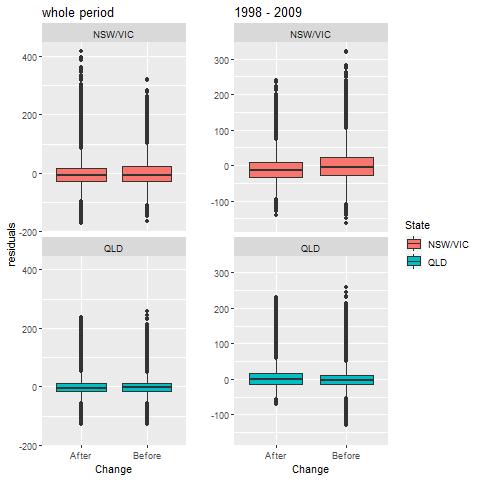 whole period
1998 - 2009
NSW/VIC
NSW/VIC
400
200
0
-200
300
200
100
0
-100
residuals
QLD
QLD
400
200
0
-200
300
200
100
0
-100
After
Before
After
Before
Change
Change
State
NSW/VIC
QLD